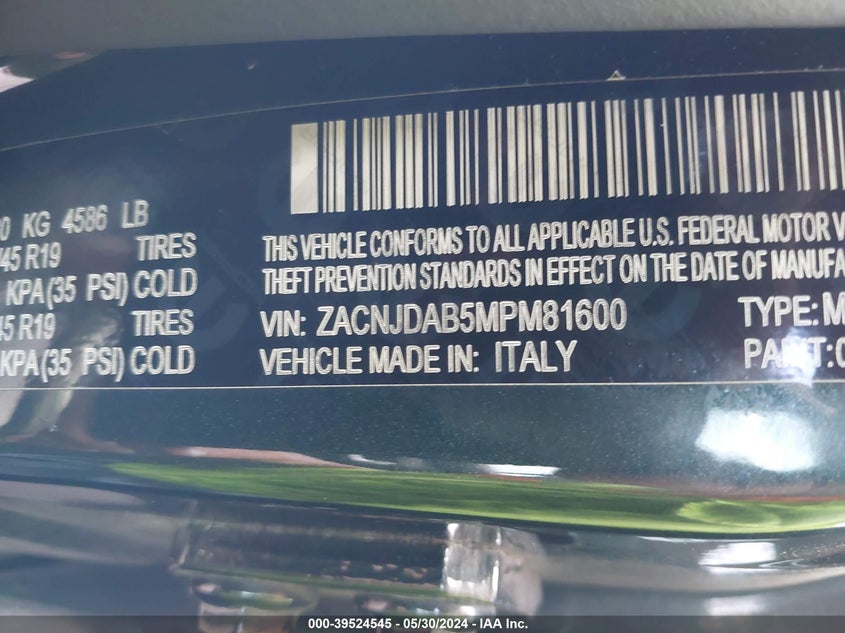 0 KG 4586 LB
45 R19 TIRES
KPA(35 PSI) COLD
45 R19 TIRES
KPA(35 PSI) COLD
THIS VEHICLE CONFORMS TO ALL APPLICABLE U.S. FEDERAL MOTOR V
THEFT PREVENTION STANDARDS IN EFFECT ON THE DATE OF MANUFA
VIN: ZACNJDAB5MPM81600 TYPE: M
VEHICLE MADE IN: ITALY PAINT:
000-39524545 - 05/30/2024 - IAA Inc.